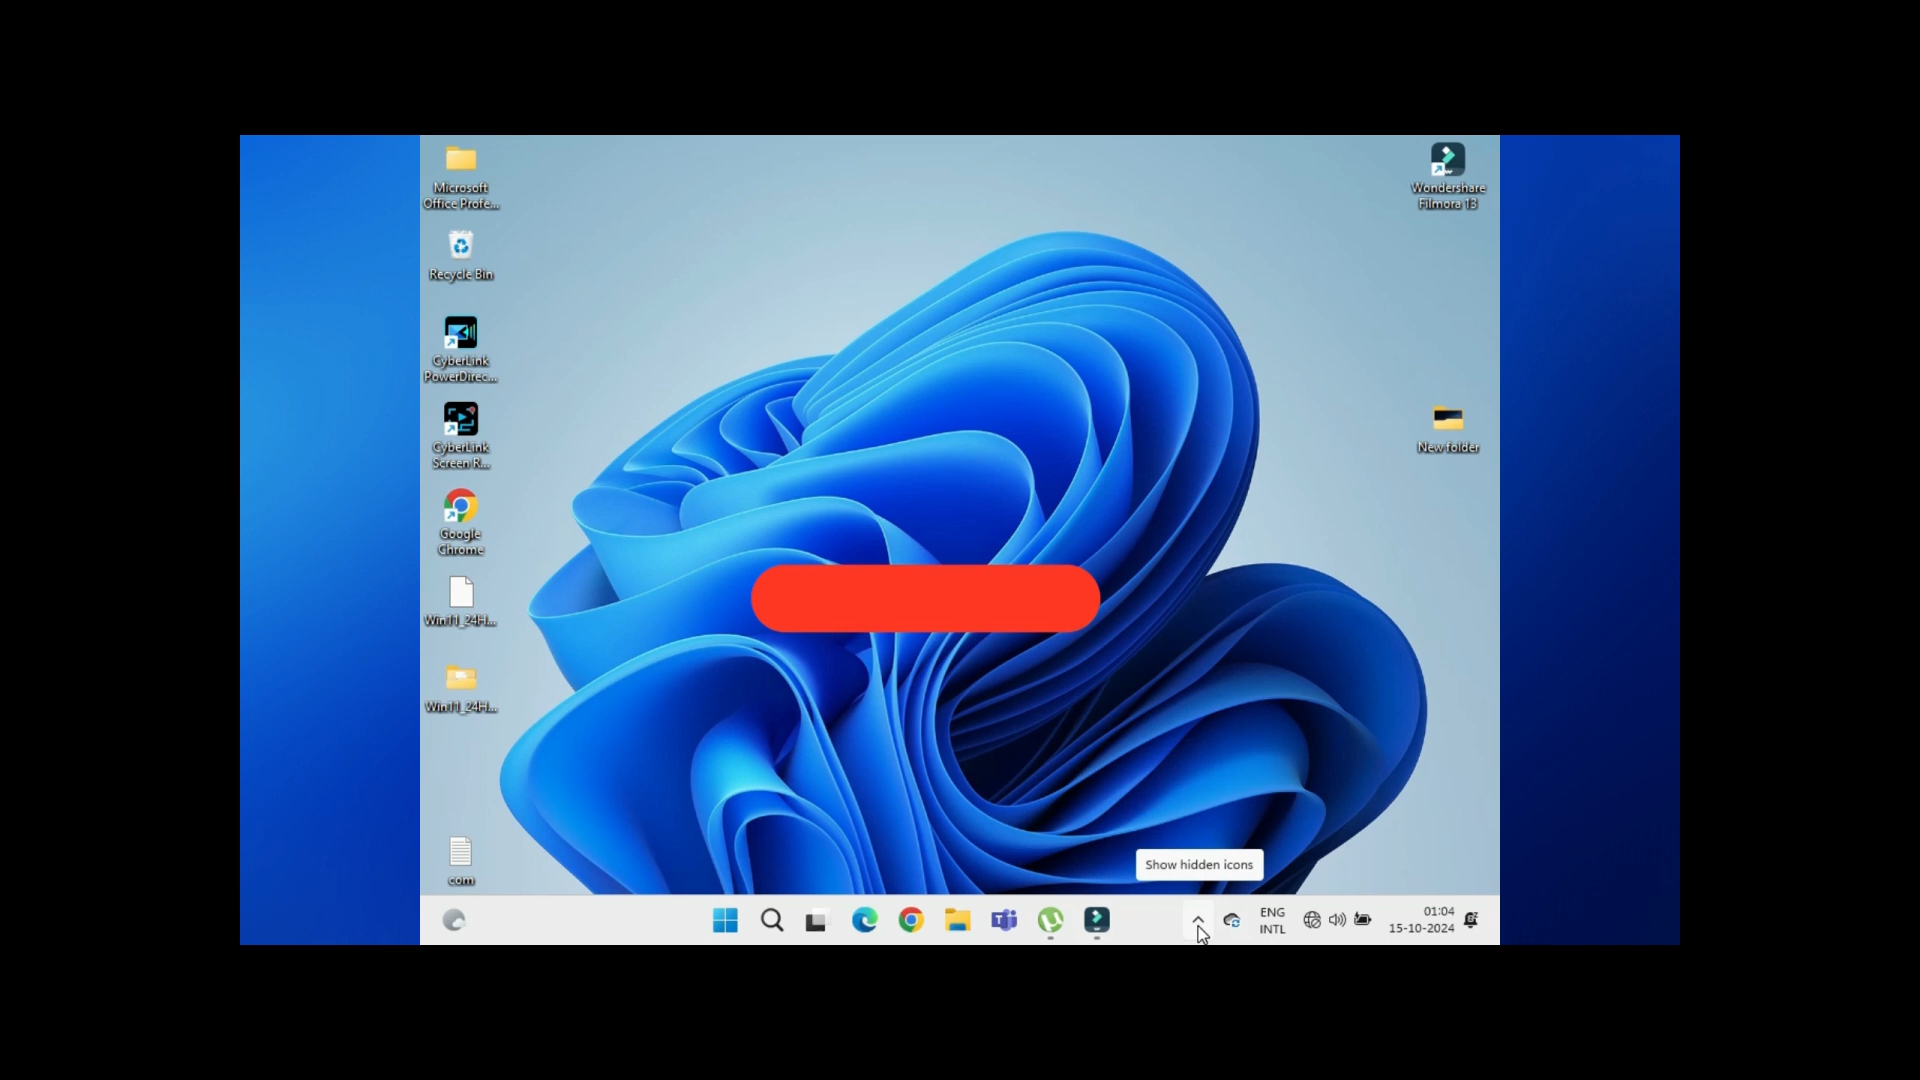 Microsoft
Office Profe...
Recycle Bin
CyberLink
PowerDirec...
CyberLink
Screen R...
Google
Chrome
Win11_24H...
Win11_24H...
com
Wondershare
Filmora 13
New folder
Show hidden icons
ENG
INTL
01:04
15-10-2024